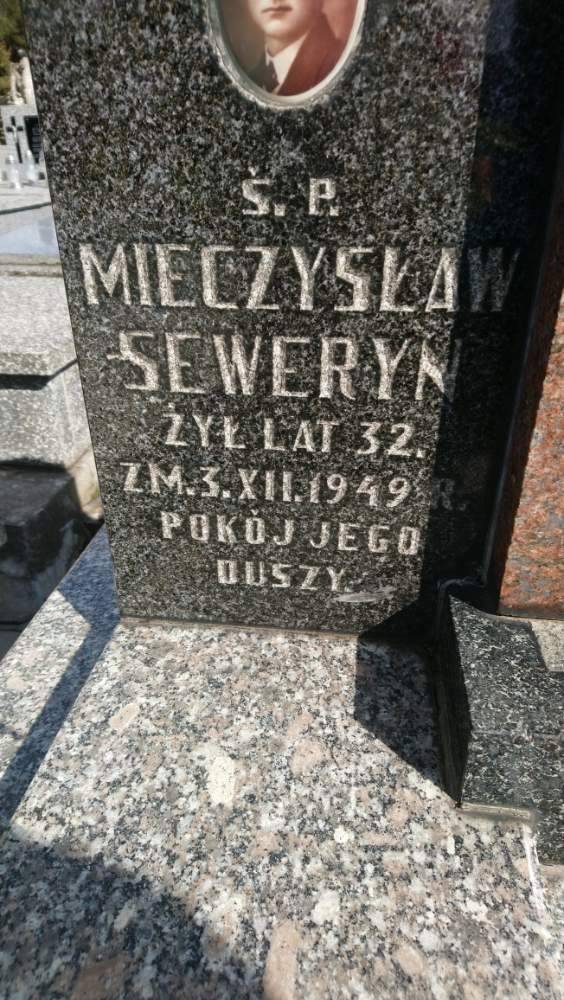 Ś. P.
MIECZYSŁAW
SEWERYN
ŻYŁ LAT 32.
ZM. 3. XII. 1949 R.
POKÓJ JEGO
DUSZY.